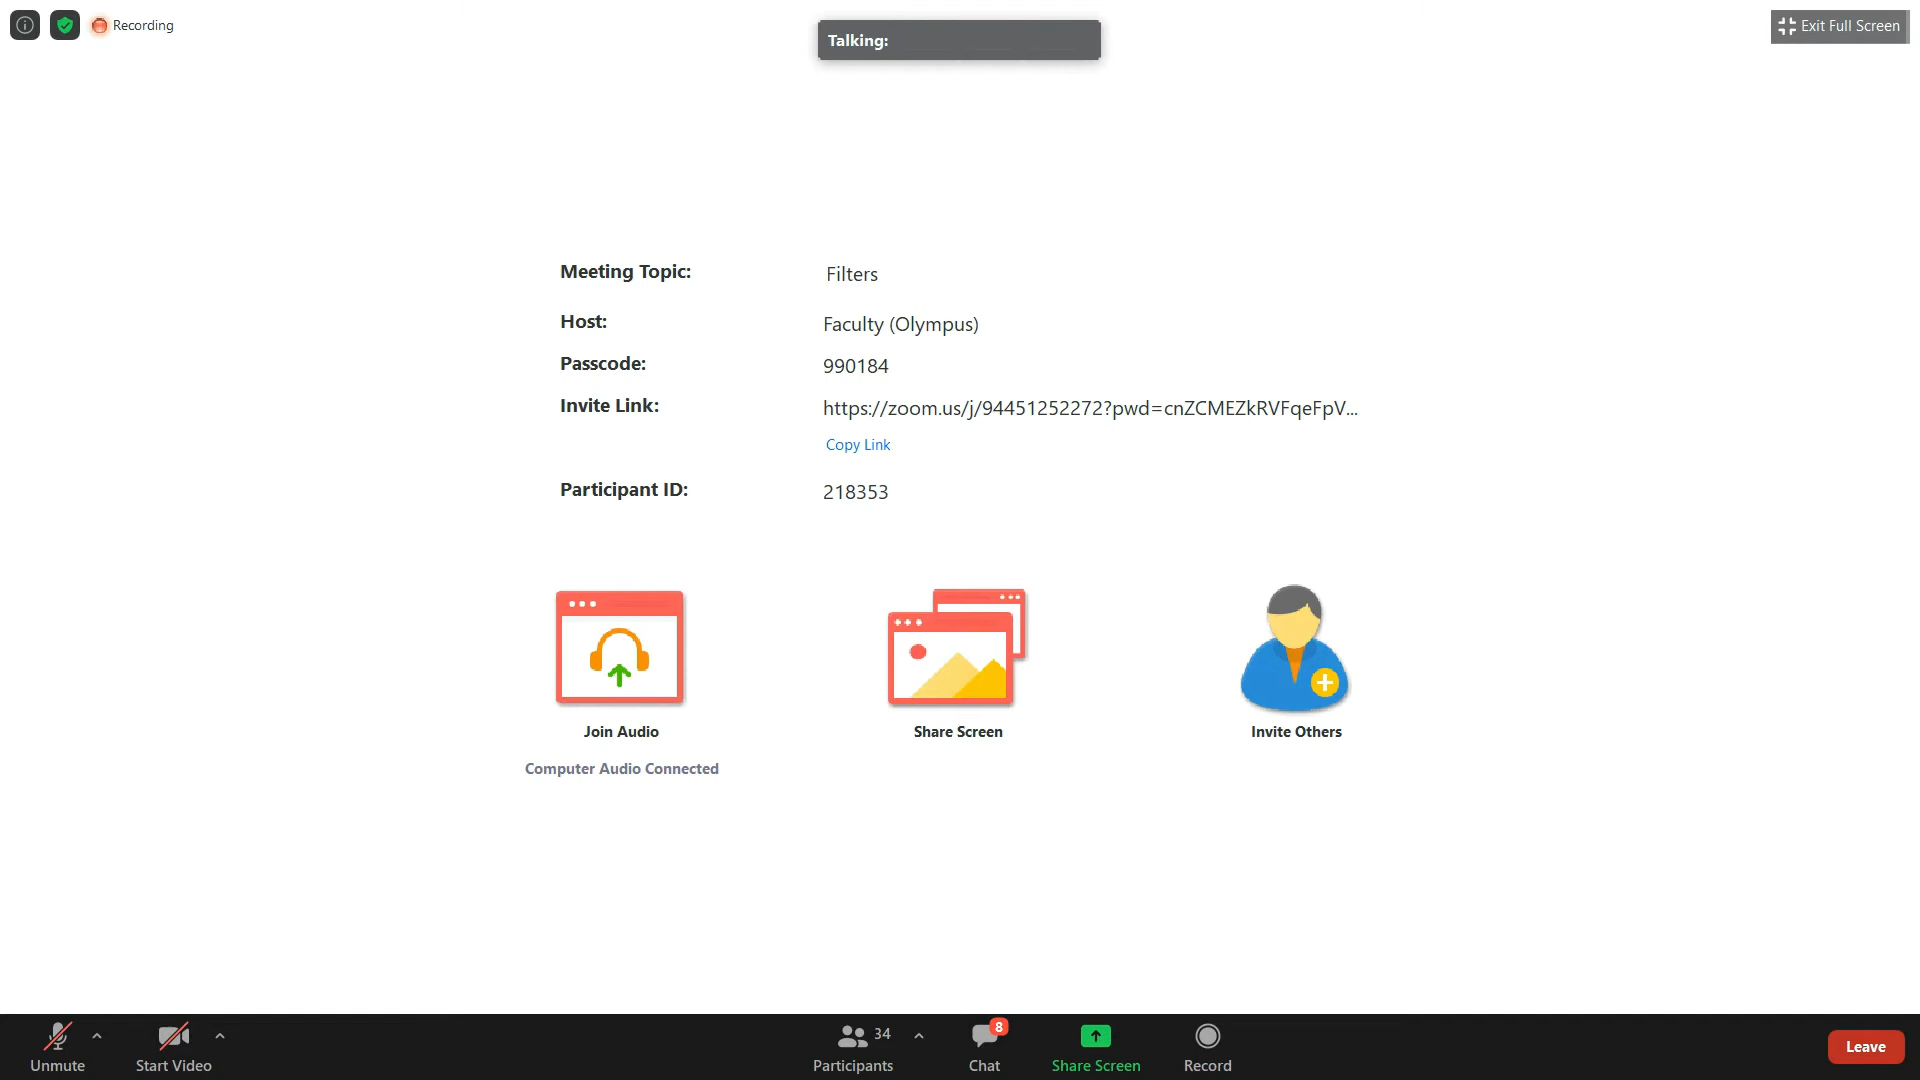 Recording
Talking:
Exit Full Screen
Meeting Topic: Filters
Host: Faculty (Olympus)
Passcode: 990184
Invite Link: https://zoom.us/j/94451252272?pwd=cnZCMEZkRVFqeFpV...
Copy Link
Participant ID: 218353
Join Audio
Share Screen
Invite Others
Computer Audio Connected
Unmute
Start Video
34
Participants
8
Chat
Share Screen
Record
Leave